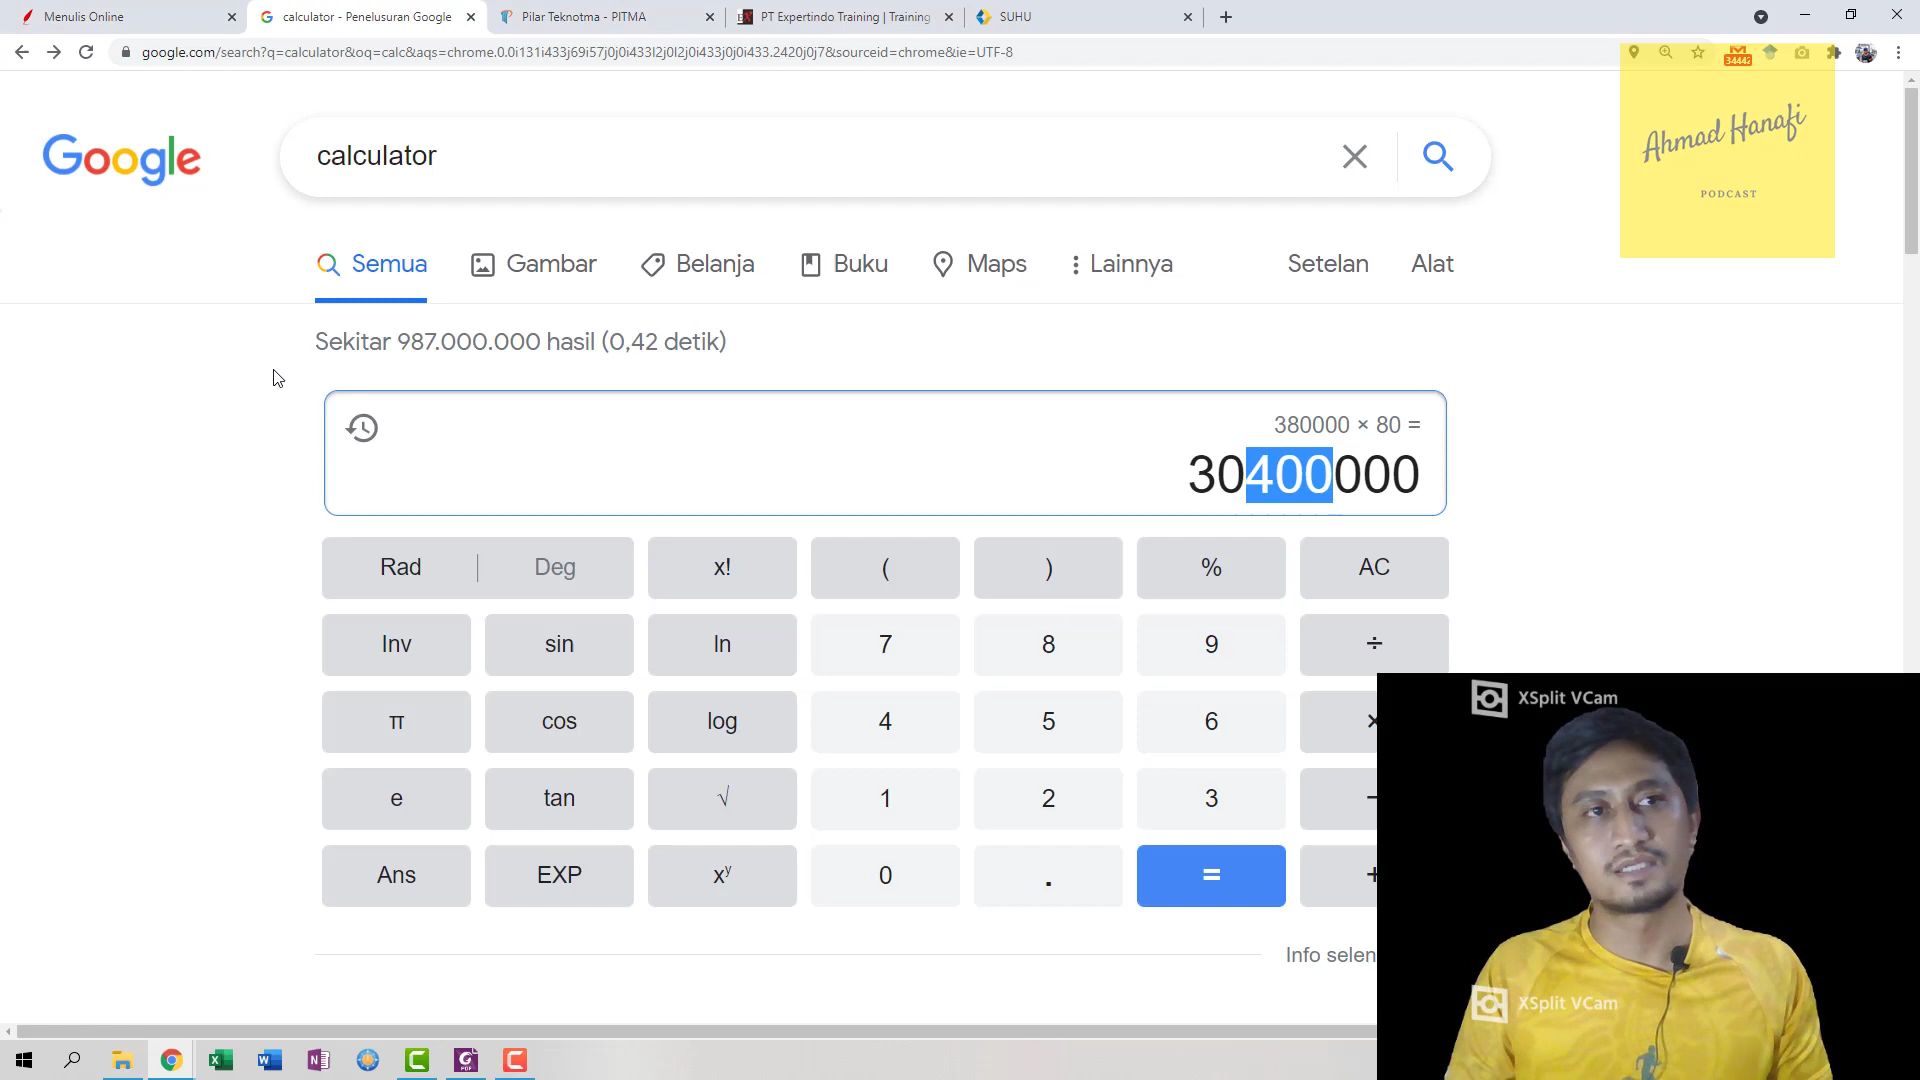 Menulis Online
calculator - Penelusuran Google
Pilar Teknotma - PITMA
PT Expertindo Training | Training
SUHU
google.com/search?q=calculator&oq=calc&aqs=chrome.0.0i131i433j69i57j0j0i433l2j0l2j0i433j0j0i433.2420j0j7&sourceid=chrome&ie=UTF-8
34442
Google
calculator
Ahmad Hanafi
PODCAST
Semua
Gambar
Belanja
Buku
Maps
Lainnya
Setelan
Alat
Sekitar 987.000.000 hasil (0,42 detik)
380000 × 80 =
30400000
Rad
Deg
x!
(
)
%
AC
Inv
sin
ln
7
8
9
÷
π
cos
log
4
5
6
×
e
tan
√
1
2
3
−
Ans
EXP
xʸ
0
.
=
+
Info selen
XSplit VCam
XSplit VCam